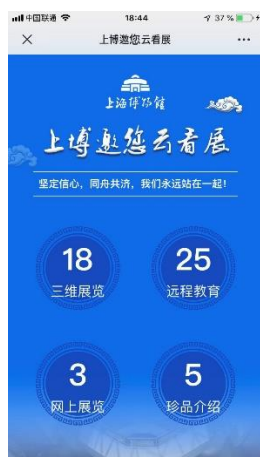 中国联通 18:44 37%
上博邀您云看展
上海博物馆
上博邀您云看展
坚定信心，同舟共济，我们永远站在一起！
18 25
三维展览 远程教育
3 5
网上展览 珍品介绍